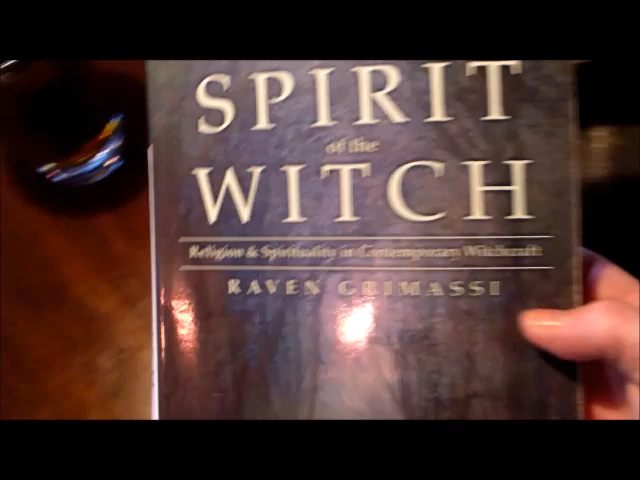 SPIRIT
of the
WITCH
Religion & Spirituality in Contemporary Witchcraft
RAVEN GRIMASSI